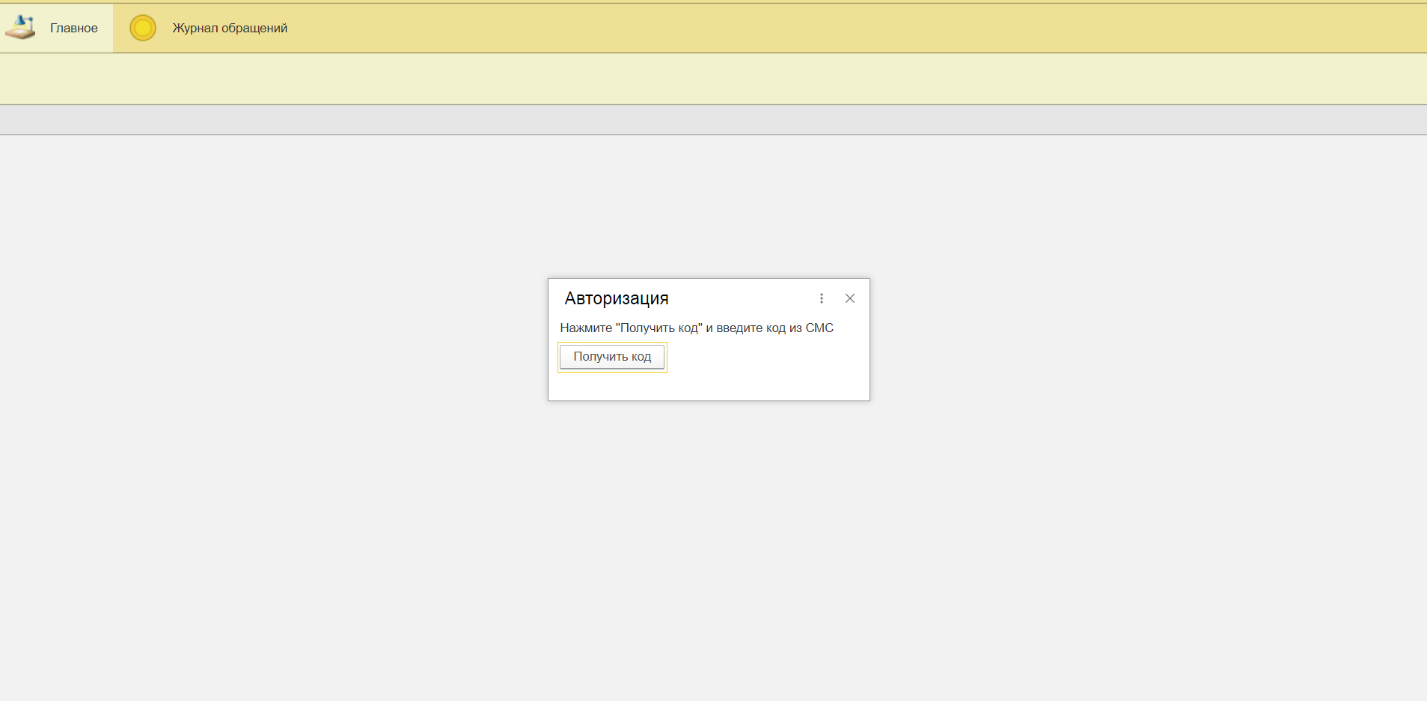 Главное
Журнал обращений
Авторизация
Нажмите "Получить код" и введите код из СМС
Получить код